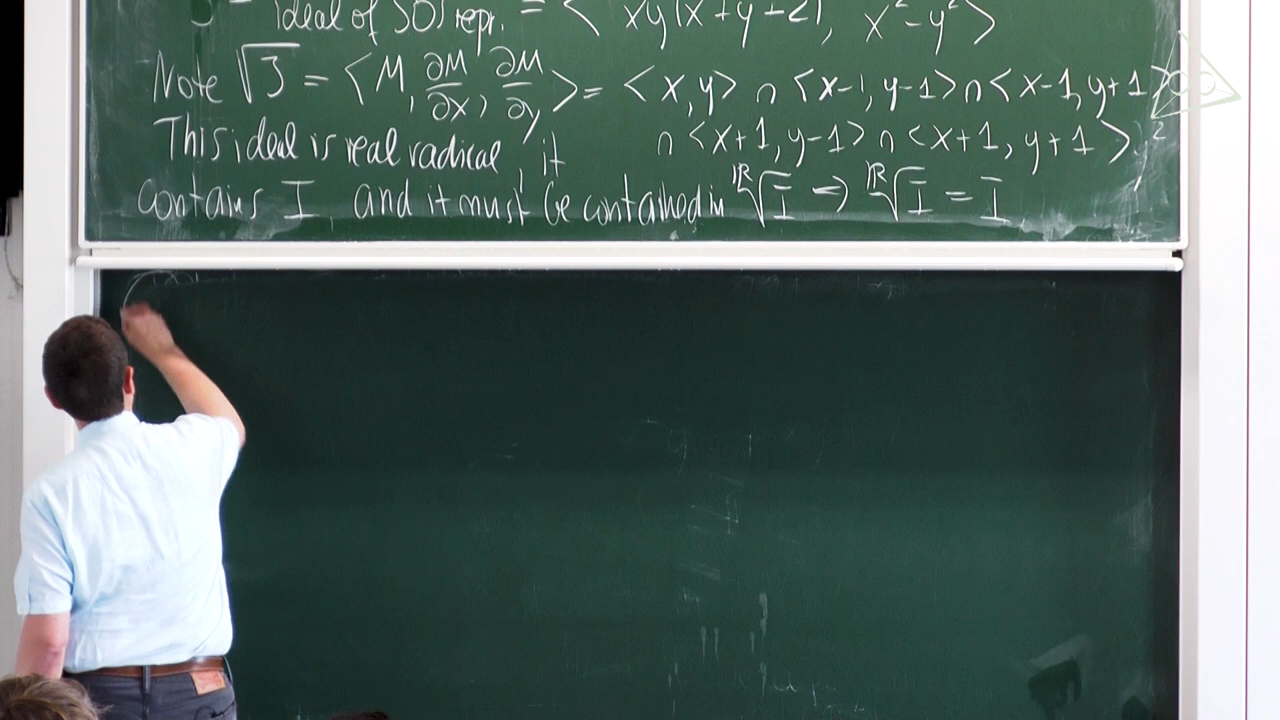 J = ideal of SOS repr. = < xy(x+y+2), x²-y² >
Note √J = < M, ∂M/∂x, ∂M/∂y > = <x,y> ∩ <x-1, y-1> ∩ <x-1, y+1>
This ideal is real radical, it ∩ <x+1, y-1> ∩ <x+1, y+1>.
contains I, and it must be contained in ᴿ√I ⇒ ᴿ√I = I